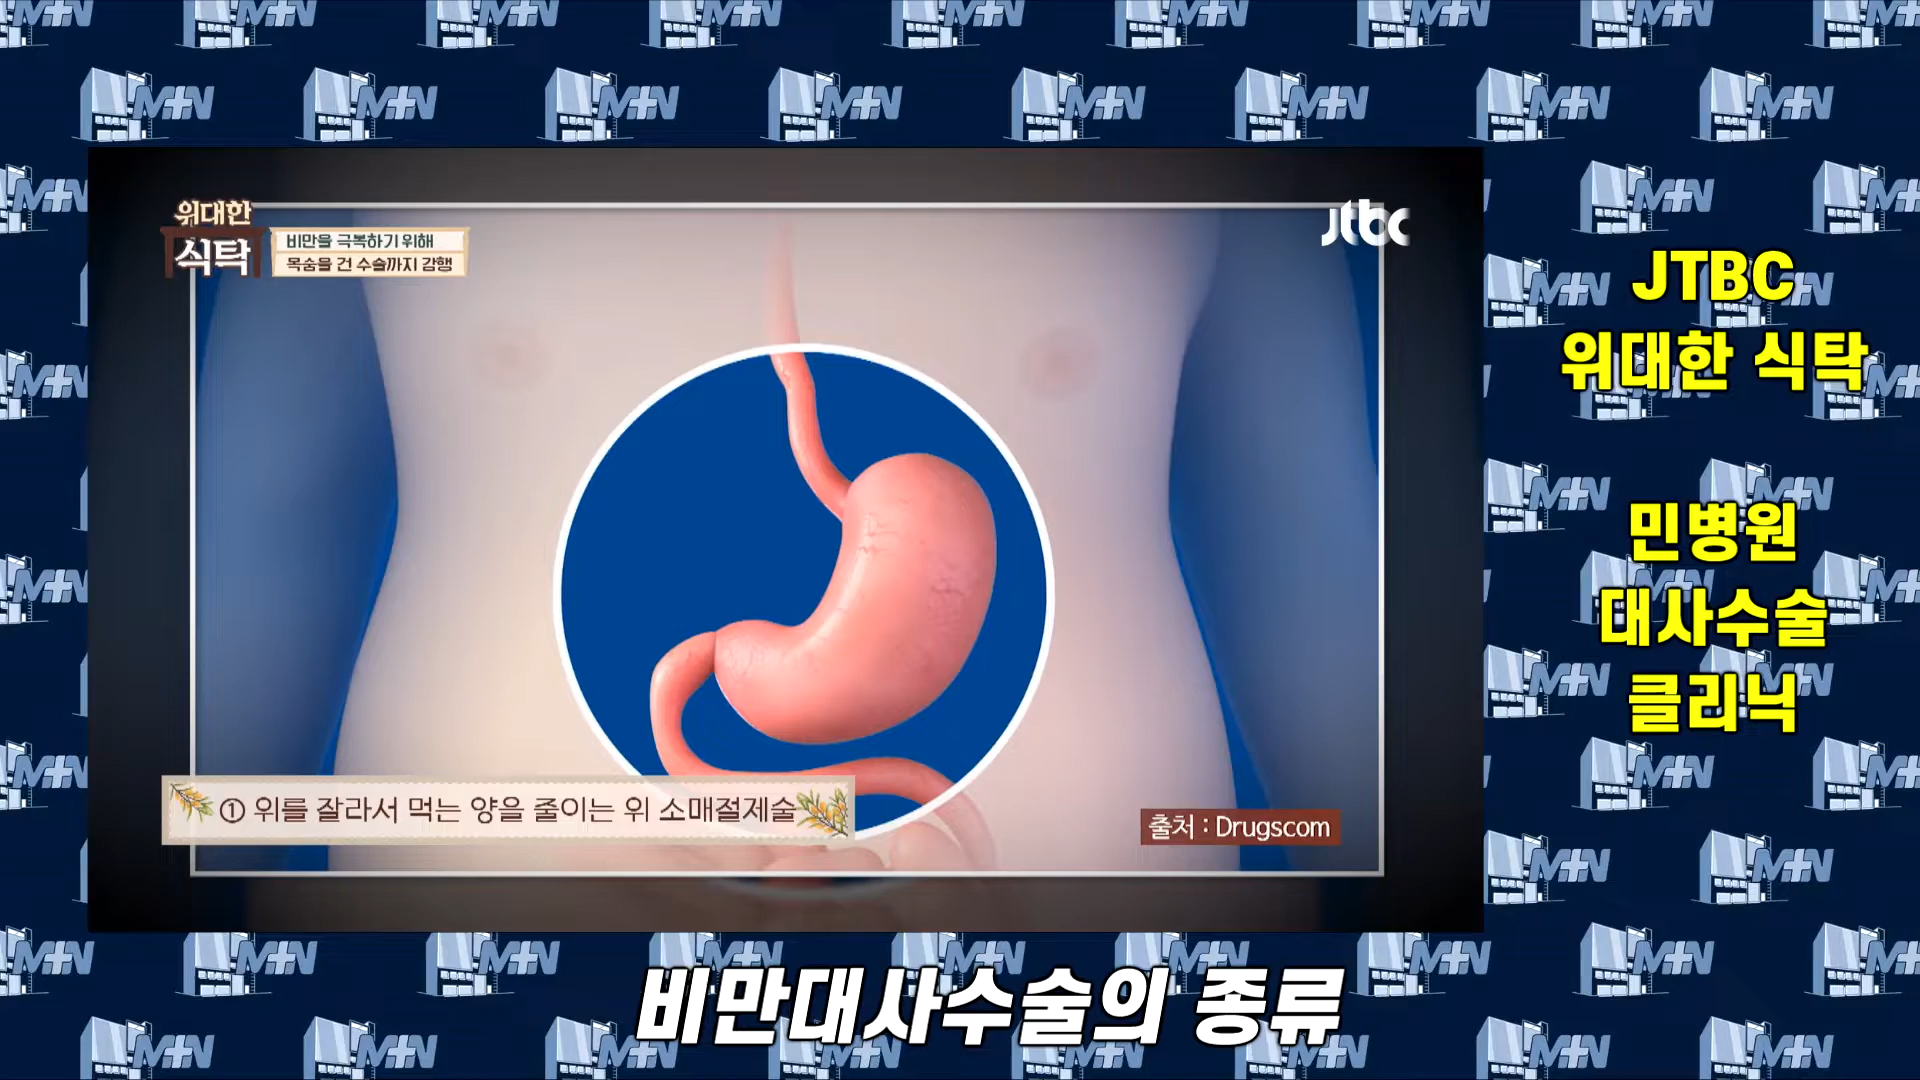 위대한
식탁
비만을 극복하기 위해
목숨을 건 수술까지 감행
jtbc
JTBC
위대한 식탁
민병원
대사수술
클리닉
① 위를 잘라서 먹는 양을 줄이는 위 소매절제술
출처 : Drugscom
비만대사수술의 종류